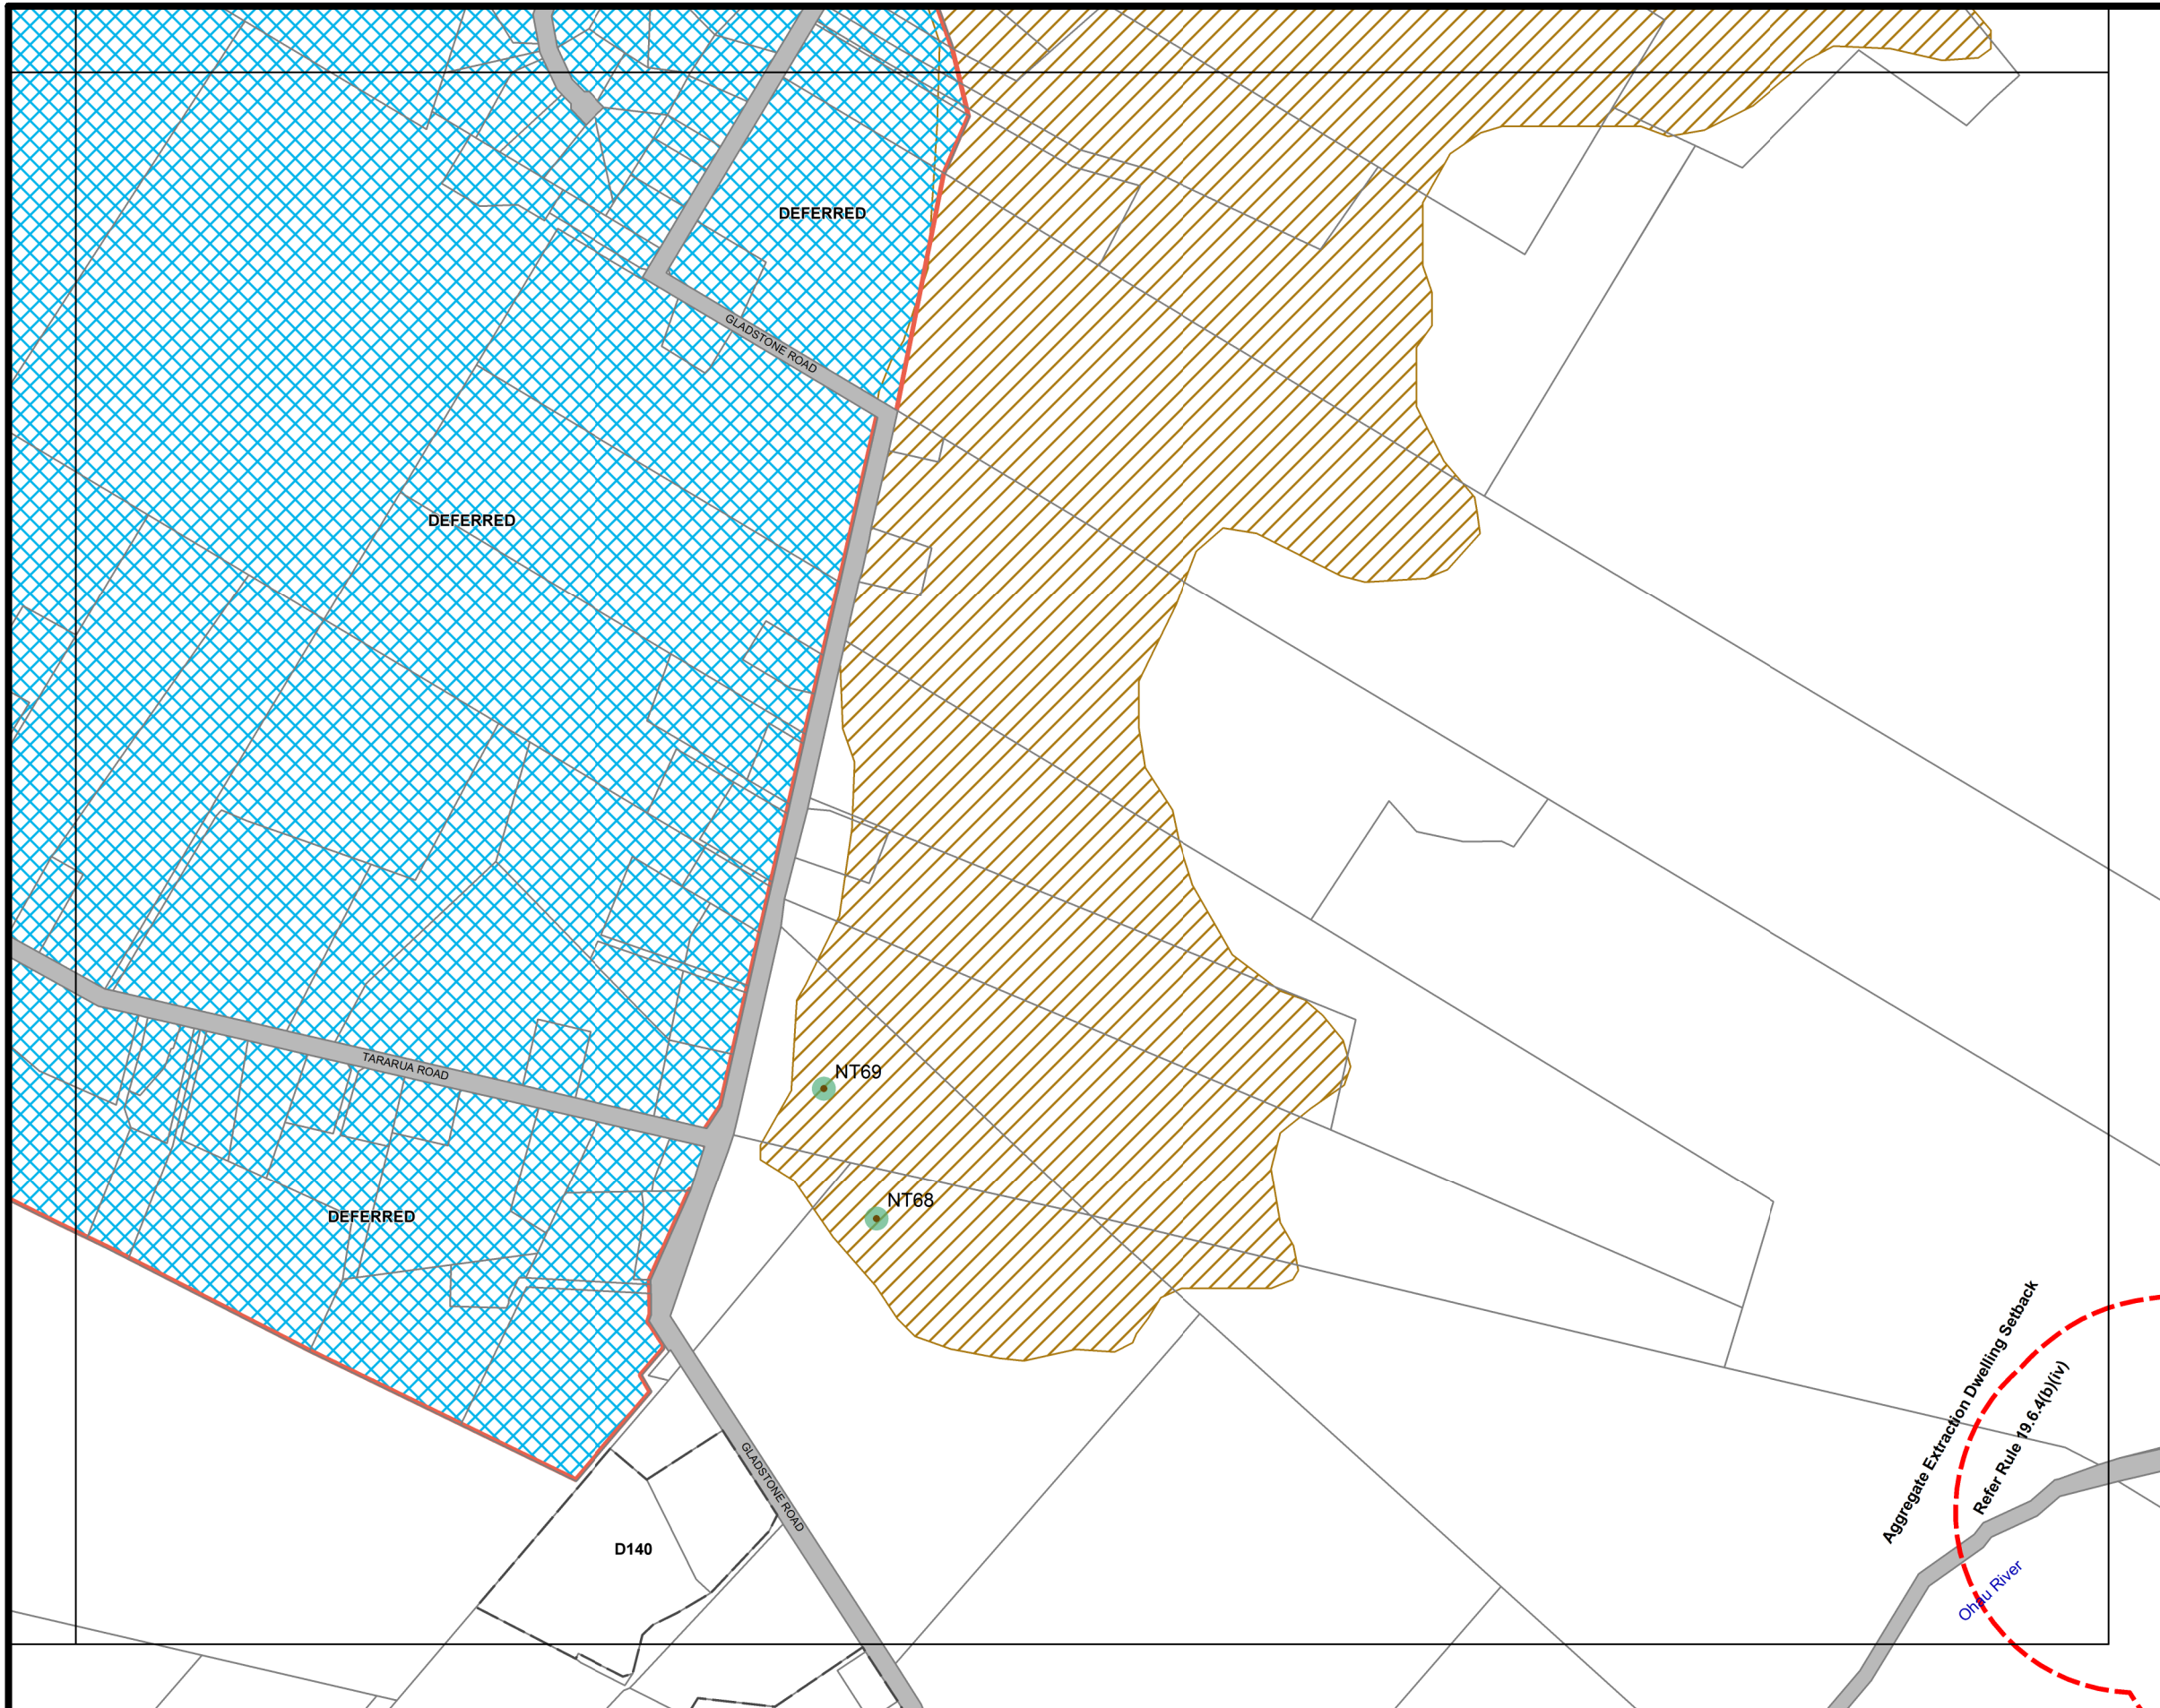 DEFERRED
GLADSTONE ROAD
DEFERRED
TARARUA ROAD
NT69
NT68
DEFERRED
Aggregate Extraction Dwelling Setback
Refer Rule 19.6.4(b)(iv)
GLADSTONE ROAD
D140
Ohau River